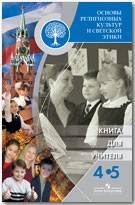 ОСНОВЫ
РЕЛИГИОЗНЫХ
КУЛЬТУР
И СВЕТСКОЙ
ЭТИКИ
КНИГА
ДЛЯ
УЧИТЕЛЯ
4•5